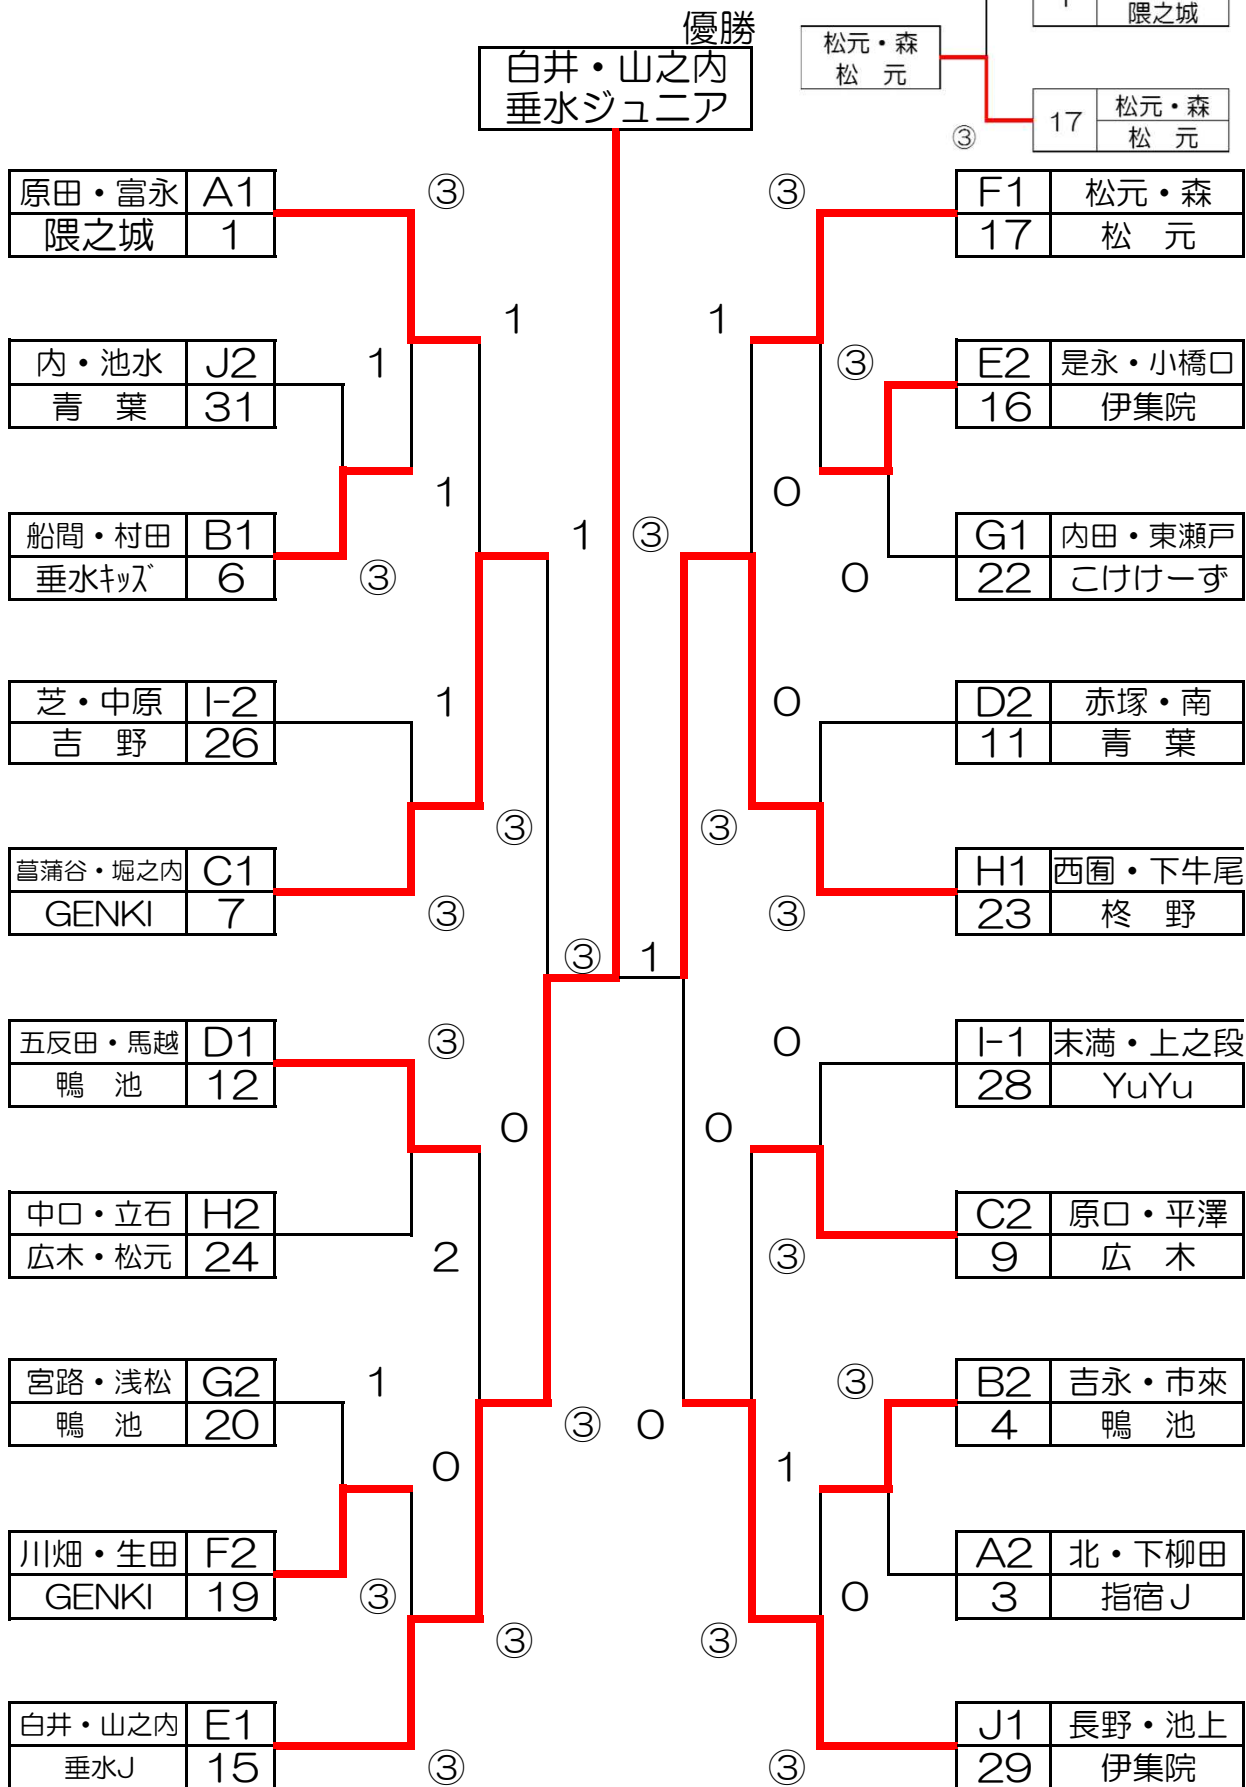 優勝
白井・山之内
垂水ジュニア
隈之城
松元・森
松　元
17 松元・森
松　元
③
原田・富永 A1
隈之城 1
③
③
F1 松元・森
17 松　元
1
1
内・池水 J2
青　葉 31
1
③
E2 是永・小橋口
16 伊集院
1
0
船間・村田 B1
垂水ｷｯｽﾞ 6
③
1
③
0
G1 内田・東瀬戸
22 こけけーず
芝・中原 I-2
吉　野 26
1
0
D2 赤塚・南
11 青　葉
③
③
菖蒲谷・堀之内 C1
GENKI 7
③
③
H1 西囿・下牛尾
23 柊　野
③
1
五反田・馬越 D1
鴨　池 12
③
0
I-1 末満・上之段
28 YuYu
0
0
中口・立石 H2
広木・松元 24
2
③
C2 原口・平澤
9 広　木
宮路・浅松 G2
鴨　池 20
1
③
0
③
B2 吉永・市來
4 鴨　池
0
1
川畑・生田 F2
GENKI 19
③
0
A2 北・下柳田
3 指宿Ｊ
③
③
白井・山之内 E1
垂水J 15
③
③
J1 長野・池上
29 伊集院